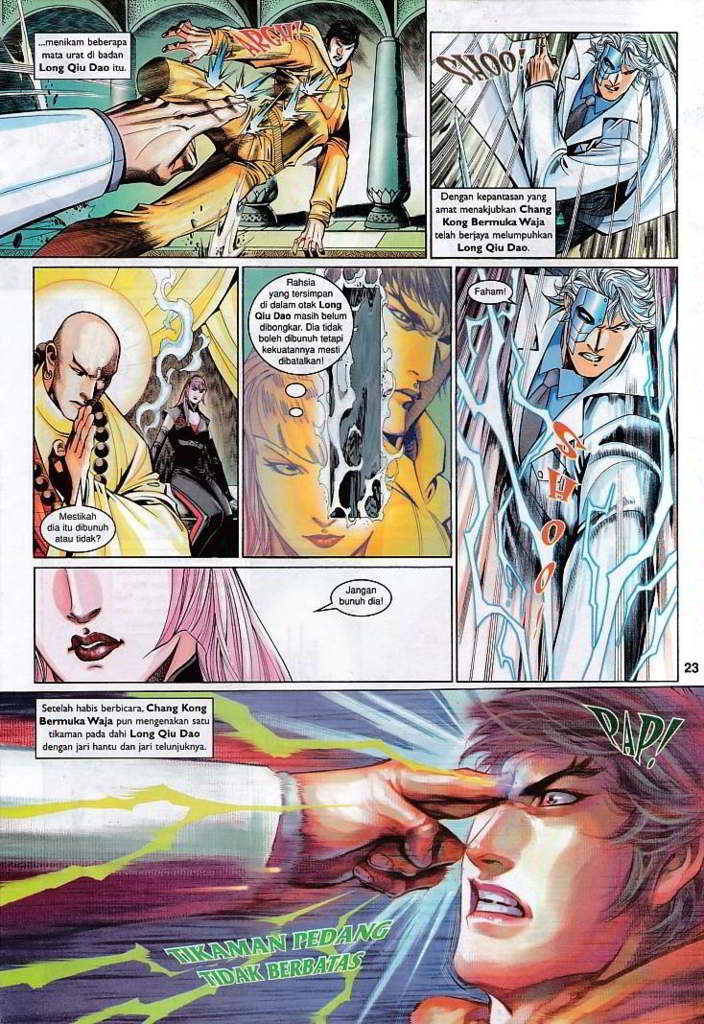 ...menikam beberapa
mata urat di badan
Long Qiu Dao itu.
ARGH!
SHOO!
Dengan kepantasan yang
amat menakjubkan Chang
Kong Bermuka Waja
telah berjaya melumpuhkan
Long Qiu Dao.
Mestikah
dia itu dibunuh
atau tidak?
Rahsia
yang tersimpan
di dalam otak Long
Qiu Dao masih belum
dibongkar. Dia tidak
boleh dibunuh tetapi
kekuatannya mesti
dibatalkan!
Faham!
SHOO!
Jangan
bunuh dia!
23
Setelah habis berbicara, Chang Kong
Bermuka Waja pun mengenakan satu
tikaman pada dahi Long Qiu Dao
dengan jari hantu dan jari telunjuknya.
PAP!
TIKAMAN PEDANG
TIDAK BERBATAS